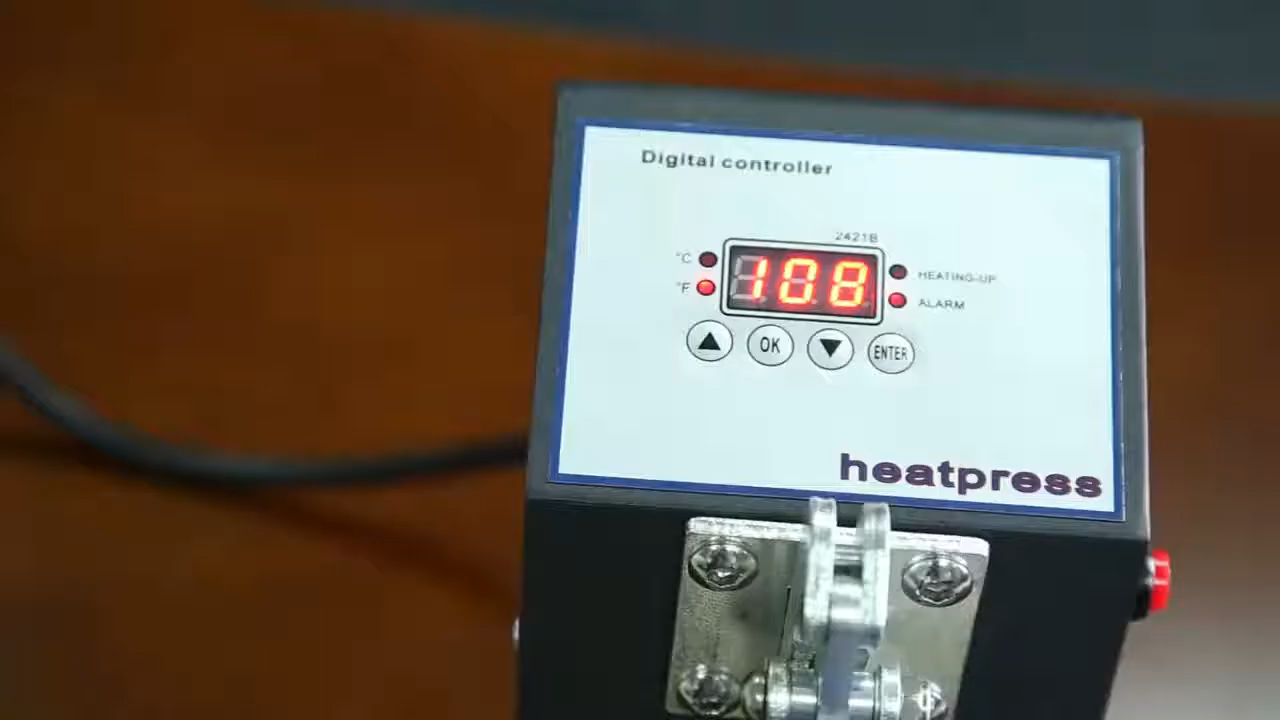 Digital controller
2421B
°C
108
HEATING-UP
°F
ALARM
OK
ENTER
heatpress